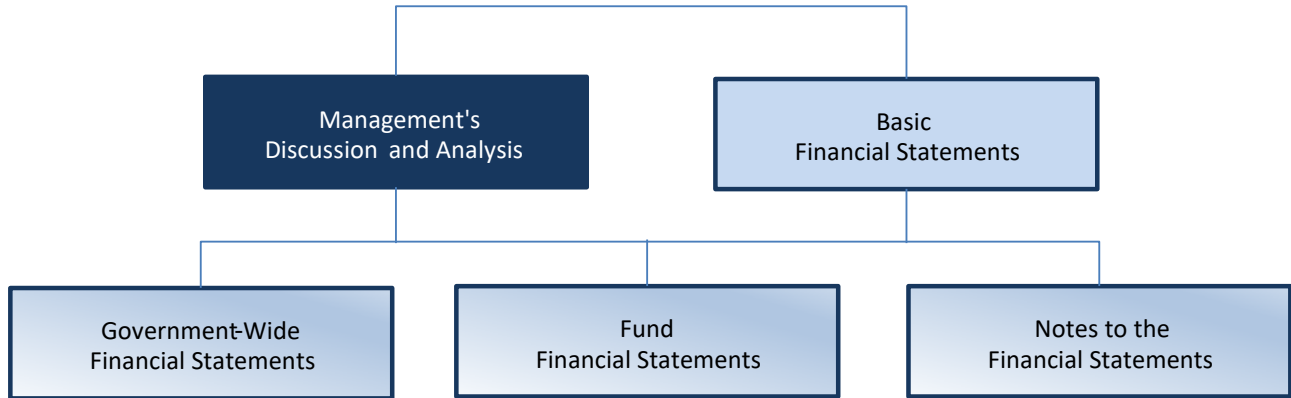 Management's
Discussion and Analysis
Basic
Financial Statements
Government-Wide
Financial Statements
Fund
Financial Statements
Notes to the
Financial Statements